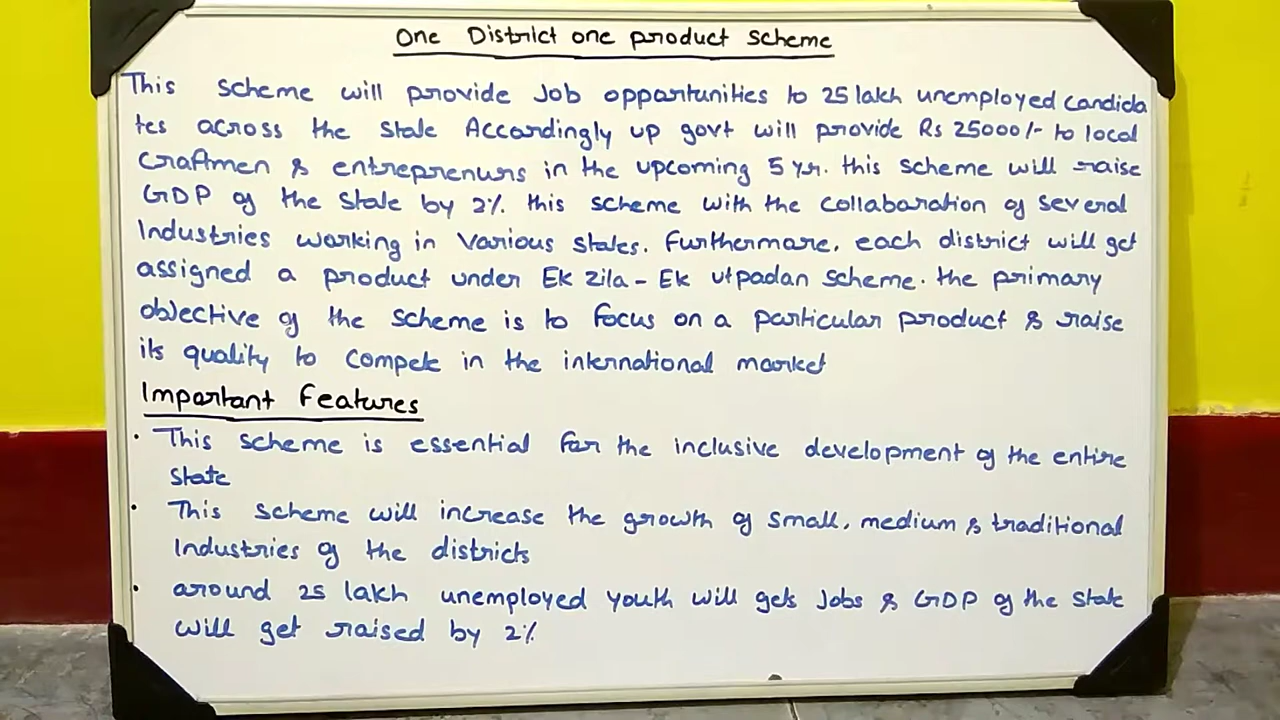 One District one product scheme
This scheme will provide Job opportunities to 25 lakh unemployed candida
tes across the state Accordingly up govt will provide Rs 25000/- to local
craftmen & entreprenurs in the upcoming 5 yr. this scheme will raise
GDP of the state by 2%. this scheme with the collabaration of several
Industries working in various states. Furthermore, each district will get
assigned a product under Ek zila - Ek utpadan scheme. the primary
objective of the scheme is to focus on a particular product & raise
its quality to compete in the international market
Important Features
• This scheme is essential for the inclusive development of the entire
state
• This scheme will increase the growth of small, medium & traditional
Industries of the districts
• around 25 lakh unemployed youth will gets Jobs & GDP of the state
will get raised by 2%